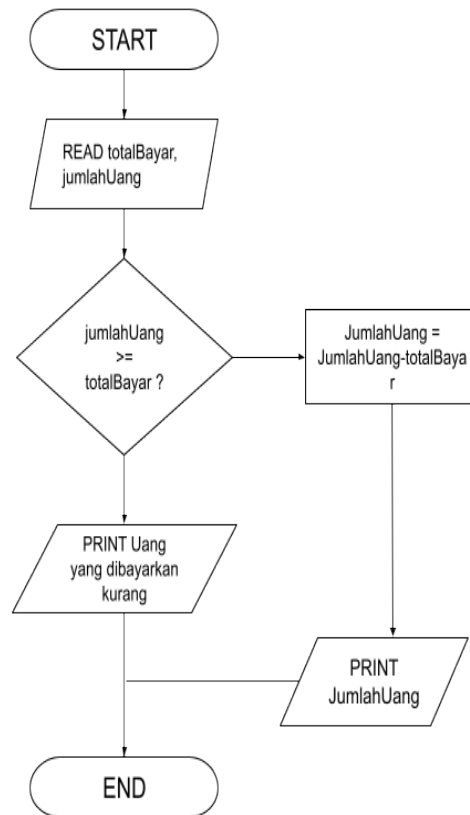 START
READ totalBayar,
jumlahUang
jumlahUang
>=
totalBayar ?
JumlahUang =
JumlahUang-totalBaya
r
PRINT Uang
yang dibayarkan
kurang
PRINT
JumlahUang
END